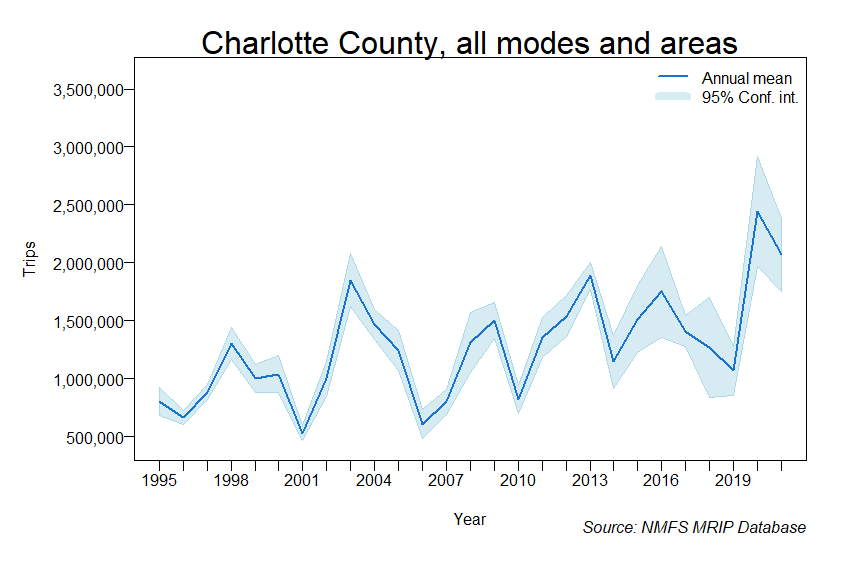 Charlotte County, all modes and areas
Annual mean
95% Conf. int.
3,500,000
3,000,000
2,500,000
2,000,000
1,500,000
1,000,000
500,000
Trips
1995 1998 2001 2004 2007 2010 2013 2016 2019
Year
Source: NMFS MRIP Database